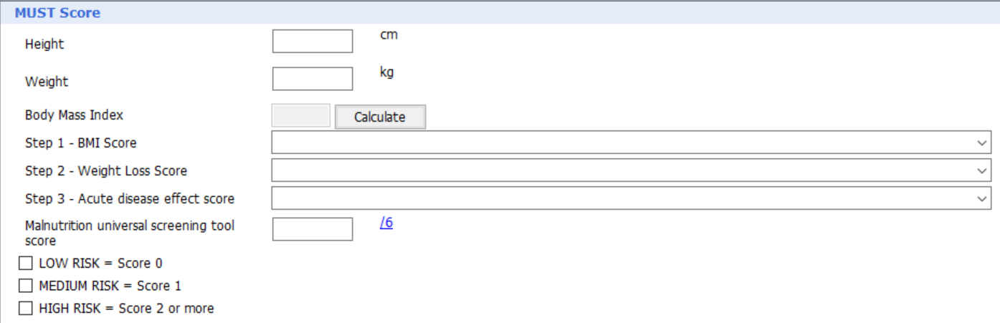 MUST Score
Height cm
Weight kg
Body Mass Index Calculate
Step 1 - BMI Score
Step 2 - Weight Loss Score
Step 3 - Acute disease effect score
Malnutrition universal screening tool /6
score
LOW RISK = Score 0
MEDIUM RISK = Score 1
HIGH RISK = Score 2 or more